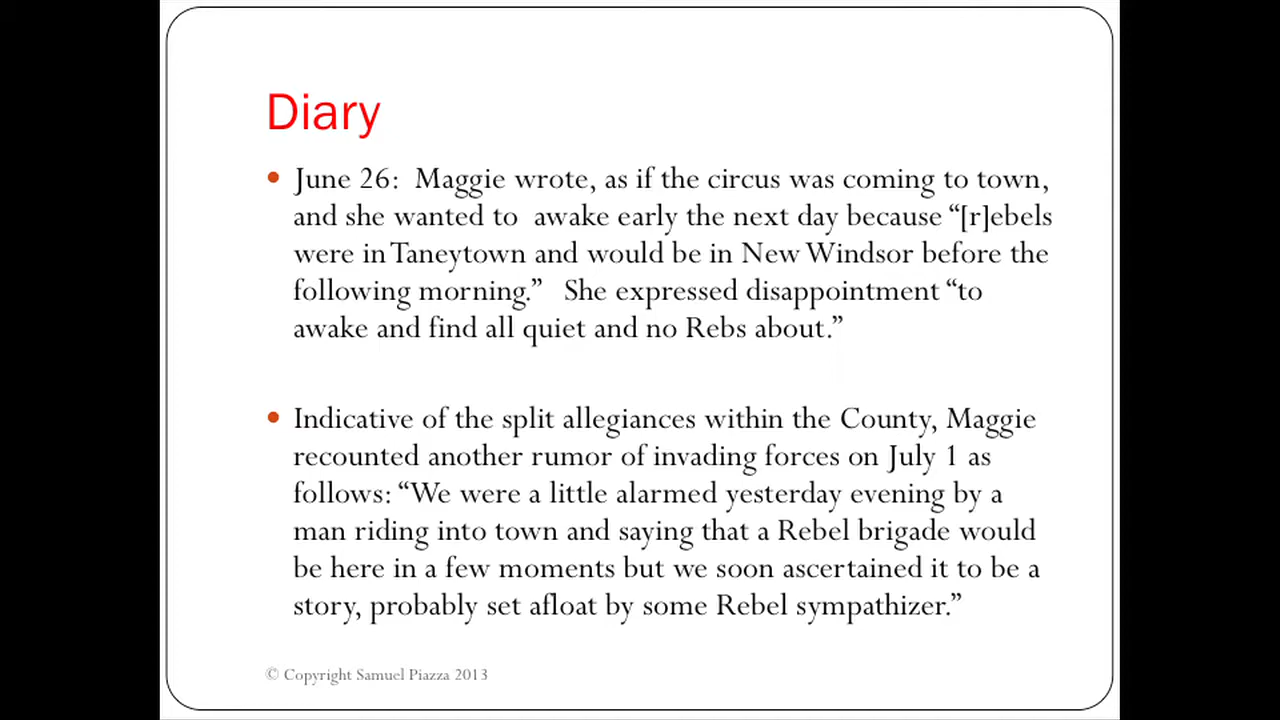 Diary
• June 26:  Maggie wrote, as if the circus was coming to town,
and she wanted to  awake early the next day because “[r]ebels
were in Taneytown and would be in New Windsor before the
following morning.”   She expressed disappointment “to
awake and find all quiet and no Rebs about.”
• Indicative of the split allegiances within the County, Maggie
recounted another rumor of invading forces on July 1 as
follows: “We were a little alarmed yesterday evening by a
man riding into town and saying that a Rebel brigade would
be here in a few moments but we soon ascertained it to be a
story, probably set afloat by some Rebel sympathizer.”
© Copyright Samuel Piazza 2013